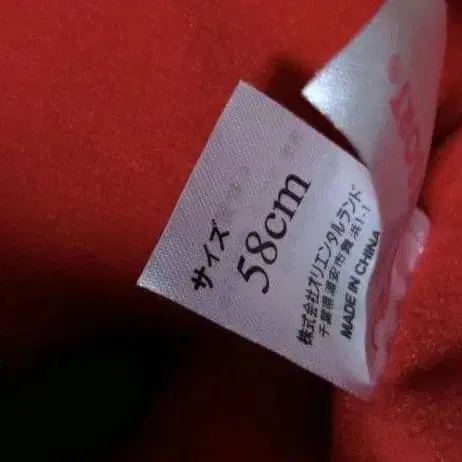 サイズ
58cm
株式会社オリエンタルランド
千葉県浦安市舞浜1-1
MADE IN CHINA